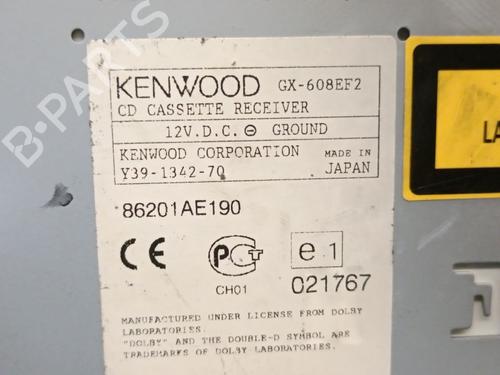 KENWOOD GX-608EF2
CD CASSETTE RECEIVER
12V.D.C. ⊖ GROUND
KENWOOD CORPORATION MADE IN
Y39-1342-70 JAPAN
86201AE190
CE PCT e1
CH01 021767
MANUFACTURED UNDER LICENSE FROM DOLBY
LABORATORIES.
"DOLBY" AND THE DOUBLE-D SYMBOL ARE
TRADEMARKS OF DOLBY LABORATORIES.
B-PARTS